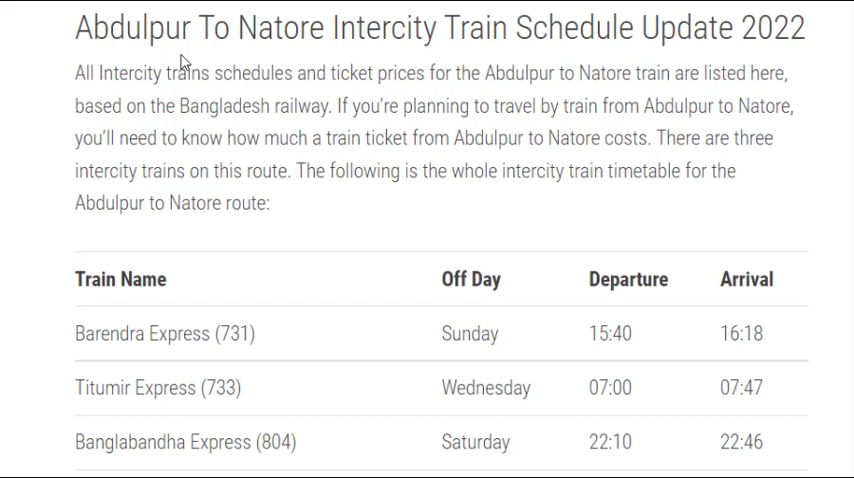 Abdulpur To Natore Intercity Train Schedule Update 2022
All Intercity trains schedules and ticket prices for the Abdulpur to Natore train are listed here,
based on the Bangladesh railway. If you’re planning to travel by train from Abdulpur to Natore,
you’ll need to know how much a train ticket from Abdulpur to Natore costs. There are three
intercity trains on this route. The following is the whole intercity train timetable for the
Abdulpur to Natore route:
Train Name Off Day Departure Arrival
Barendra Express (731) Sunday 15:40 16:18
Titumir Express (733) Wednesday 07:00 07:47
Banglabandha Express (804) Saturday 22:10 22:46